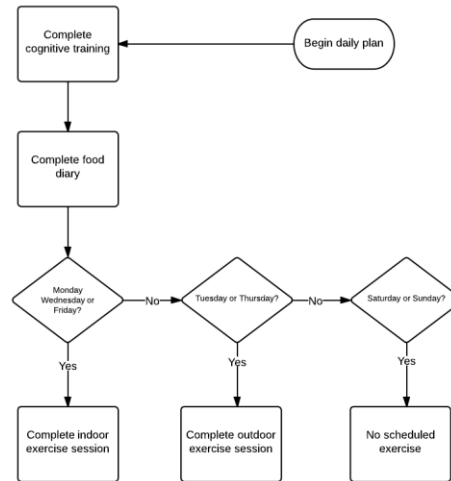 Complete
cognitive training
Begin daily plan
Complete food
diary
Monday
Wednesday or
Friday?
No
Tuesday or Thursday?
No
Saturday or Sunday?
Yes
Yes
Yes
Complete indoor
exercise session
Complete outdoor
exercise session
No scheduled
exercise